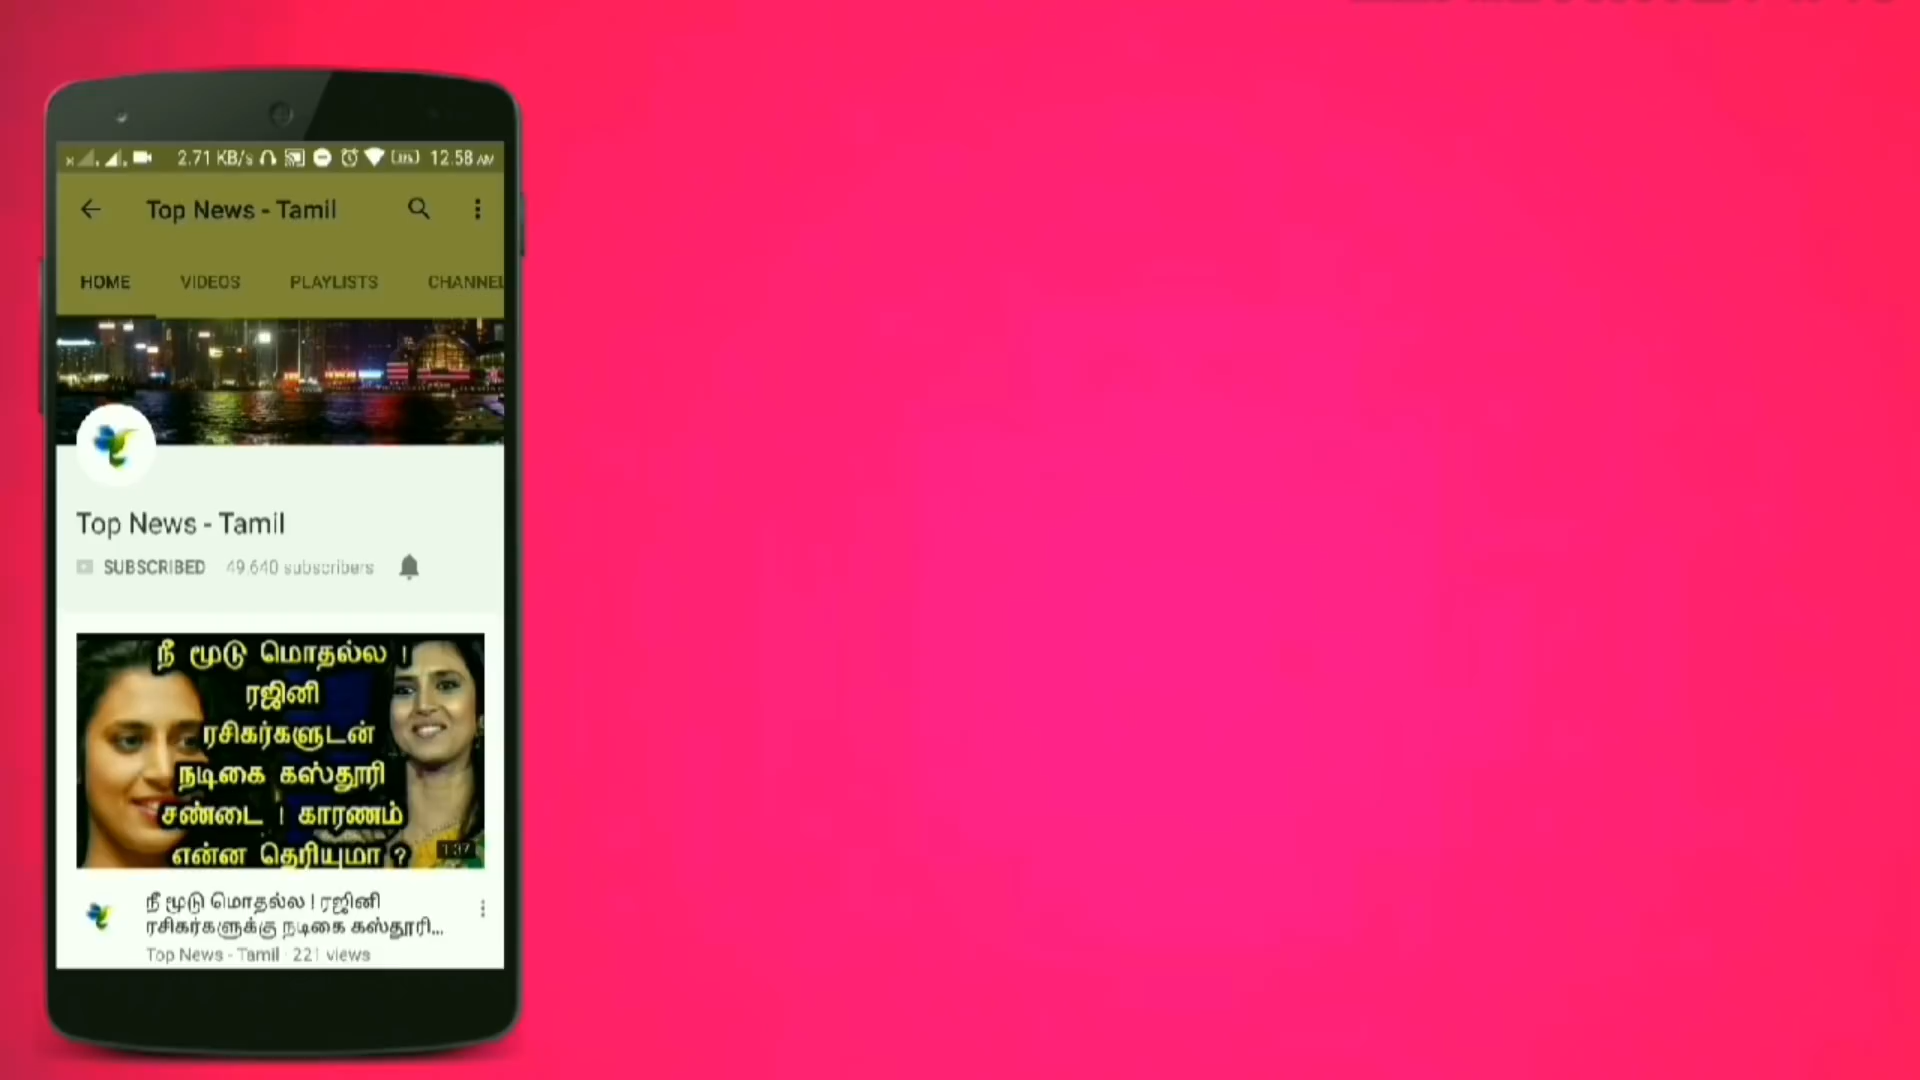 2.71 KB/s 12.58 AM
Top News - Tamil
HOME VIDEOS PLAYLISTS CHANNEL
Top News - Tamil
SUBSCRIBED 49,640 subscribers
நீ மூடு மொதல்ல !
ரஜினி
ரசிகர்களுடன்
நடிகை கஸ்தூரி
சண்டை ! காரணம்
என்ன தெரியுமா ?
1:37
நீ மூடு மொதல்ல ! ரஜினி
ரசிகர்களுக்கு நடிகை கஸ்தூரி...
Top News - Tamil · 221 views